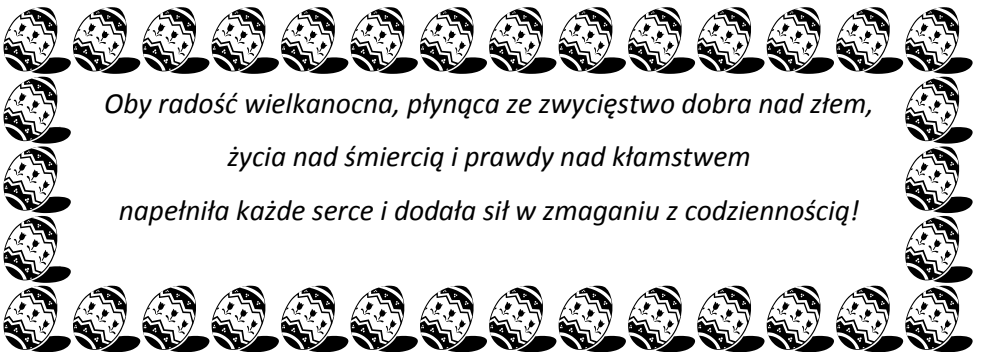 Oby radość wielkanocna, płynąca ze zwycięstwo dobra nad złem,
życia nad śmiercią i prawdy nad kłamstwem
napełniła każde serce i dodała sił w zmaganiu z codziennością!